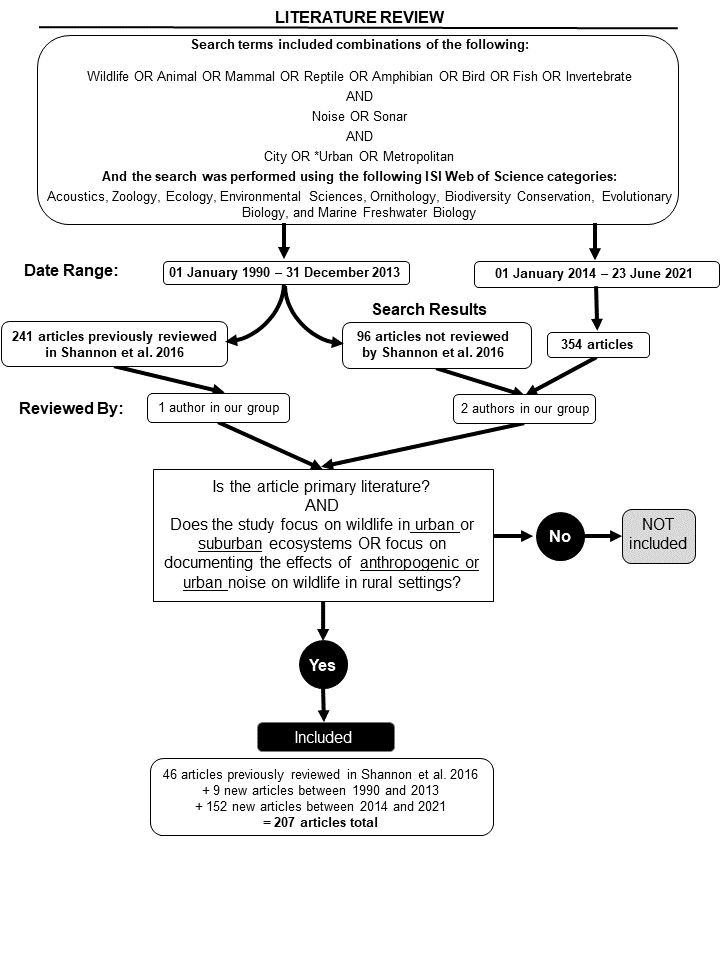 LITERATURE REVIEW
Search terms included combinations of the following:
Wildlife OR Animal OR Mammal OR Reptile OR Amphibian OR Bird OR Fish OR Invertebrate
AND
Noise OR Sonar
AND
City OR *Urban OR Metropolitan
And the search was performed using the following ISI Web of Science categories:
Acoustics, Zoology, Ecology, Environmental Sciences, Ornithology, Biodiversity Conservation, Evolutionary
Biology, and Marine Freshwater Biology
Date Range:
01 January 1990 – 31 December 2013
01 January 2014 – 23 June 2021
Search Results
241 articles previously reviewed
in Shannon et al. 2016
96 articles not reviewed
by Shannon et al. 2016
354 articles
Reviewed By:
1 author in our group
2 authors in our group
Is the article primary literature?
AND
Does the study focus on wildlife in urban or
suburban ecosystems OR focus on
documenting the effects of anthropogenic or
urban noise on wildlife in rural settings?
No
NOT
included
Yes
Included
46 articles previously reviewed in Shannon et al. 2016
+ 9 new articles between 1990 and 2013
+ 152 new articles between 2014 and 2021
= 207 articles total